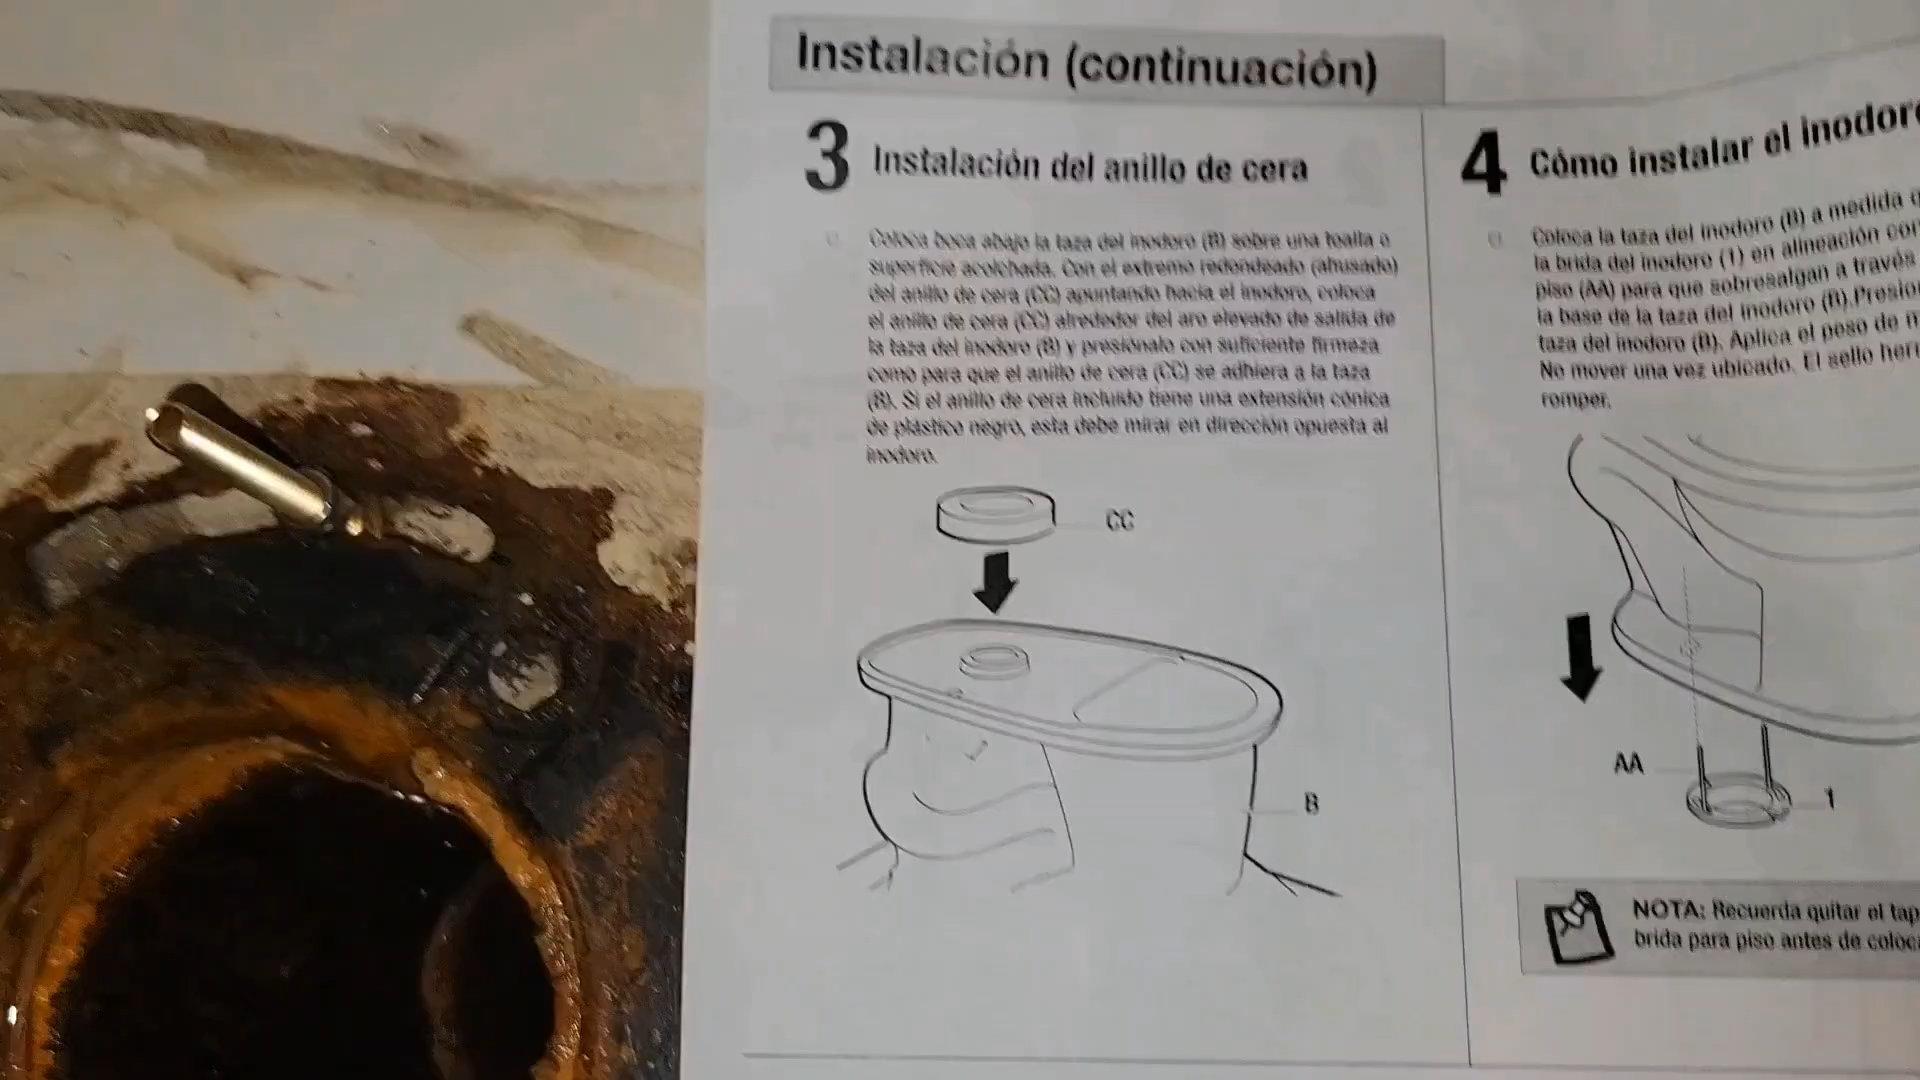 Instalación (continuación)
3 Instalación del anillo de cera
Coloca boca abajo la taza del inodoro (B) sobre una toalla o
superficie acolchada. Con el extremo redondeado (ahusado)
del anillo de cera (CC) apuntando hacia el inodoro, coloca
el anillo de cera (CC) alrededor del aro elevado de salida de
la taza del inodoro (B) y presiónalo con suficiente firmeza
como para que el anillo de cera (CC) se adhiera a la taza
(B). Si el anillo de cera incluido tiene una extensión cónica
de plástico negro, esta debe mirar en dirección opuesta al
inodoro.
CC
B
4 Cómo instalar el inodor
Coloca la taza del inodoro (B) a medida
la brida del inodoro (1) en alineación
piso (AA) para que sobresalgan a través
la base de la taza del inodoro (B).
taza del inodoro (B). Aplica el peso de
No mover una vez ubicado. El sello
romper.
AA
1
NOTA: Recuerda quitar el
brida para piso antes de